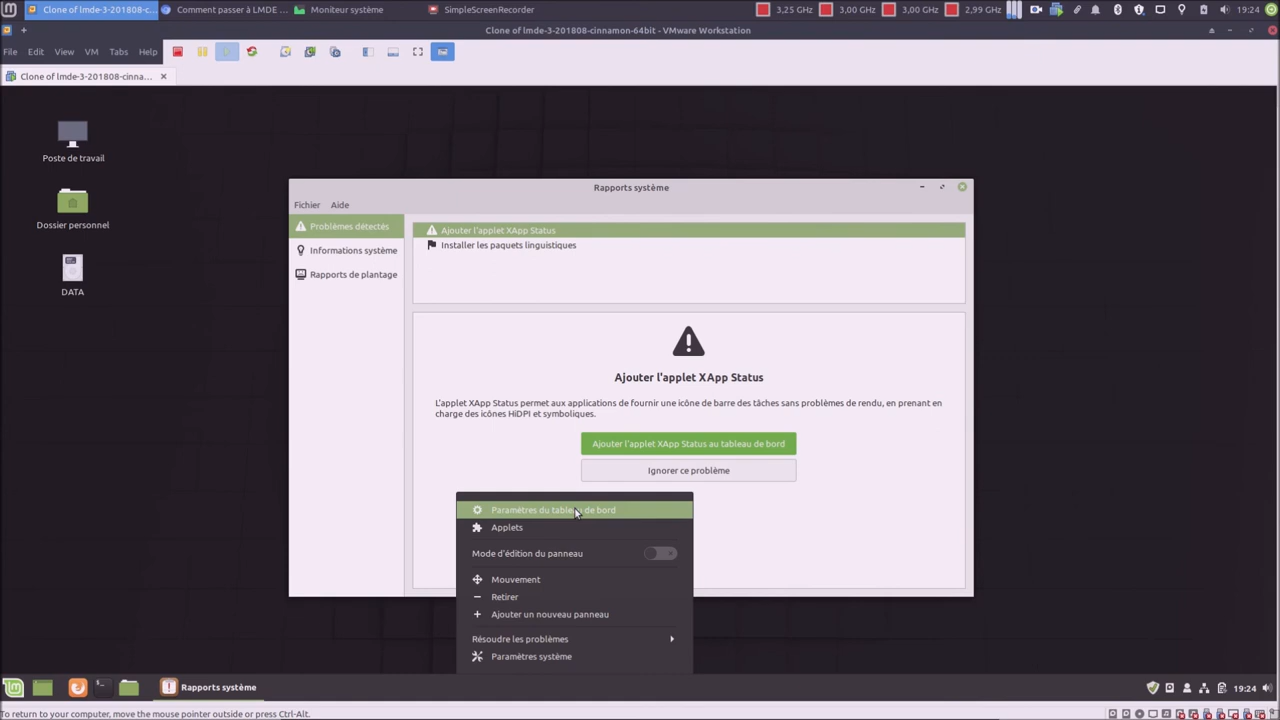 Clone of lmde-3-201808-c...
Comment passer à LMDE ...
Moniteur système
SimpleScreenRecorder
3,25 GHz
3,00 GHz
3,00 GHz
2,99 GHz
19:24
Clone of lmde-3-201808-cinnamon-64bit - VMware Workstation
File Edit View VM Tabs Help
Clone of lmde-3-201808-cinna...
Poste de travail
Dossier personnel
DATA
Rapports système
Fichier Aide
Problèmes détectés
Informations système
Rapports de plantage
Ajouter l'applet XApp Status
Installer les paquets linguistiques
Ajouter l'applet XApp Status
L'applet XApp Status permet aux applications de fournir une icône de barre des tâches sans problèmes de rendu, en prenant en
charge des icônes HiDPI et symboliques.
Ajouter l'applet XApp Status au tableau de bord
Ignorer ce problème
Paramètres du tableau de bord
Applets
Mode d'édition du panneau
Mouvement
Retirer
Ajouter un nouveau panneau
Résoudre les problèmes
Paramètres système
Rapports système
19:24
To return to your computer, move the mouse pointer outside or press Ctrl-Alt.